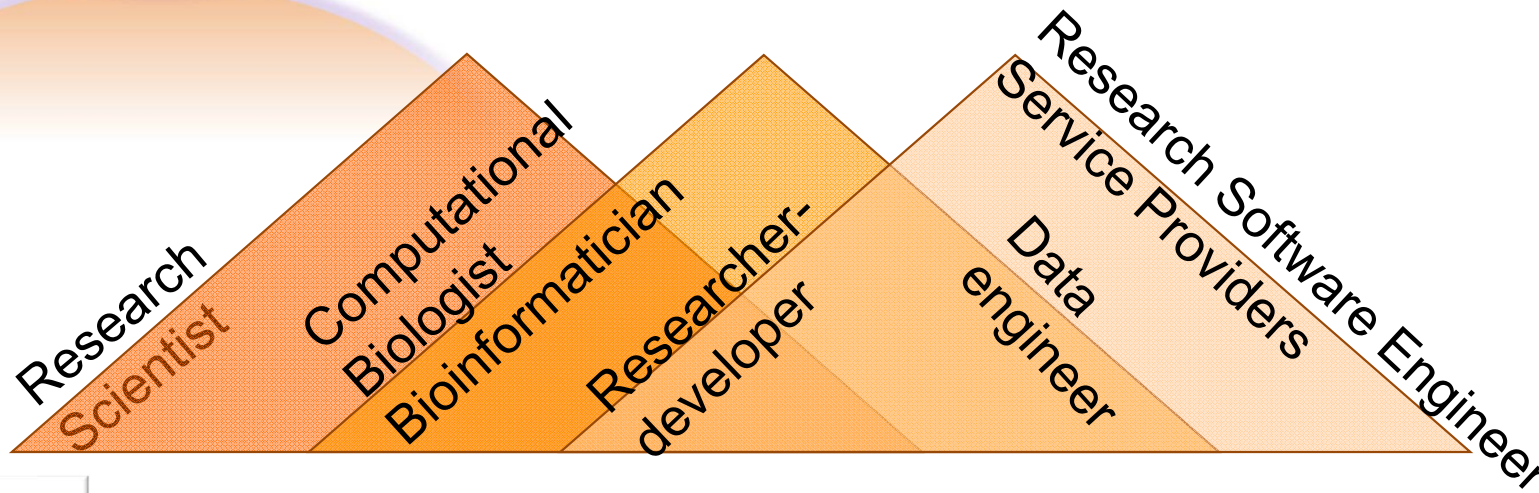 Research
Scientist
Computational
Biologist
Bioinformatician
Researcher-
developer
Data
engineer
Service Providers
Research Software Engineer